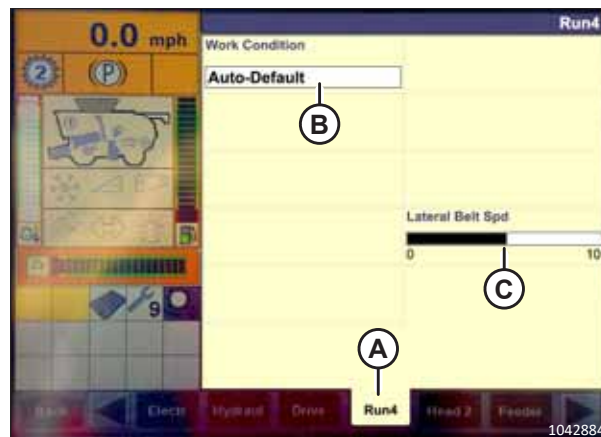 Run4
0.0 mph
Work Condition
2
(P)
Auto-Default
B
Lateral Belt Spd
0
10
C
9
A
Back
Electr
Hydraul
Drive
Run4
Head 2
Feeder
1042884